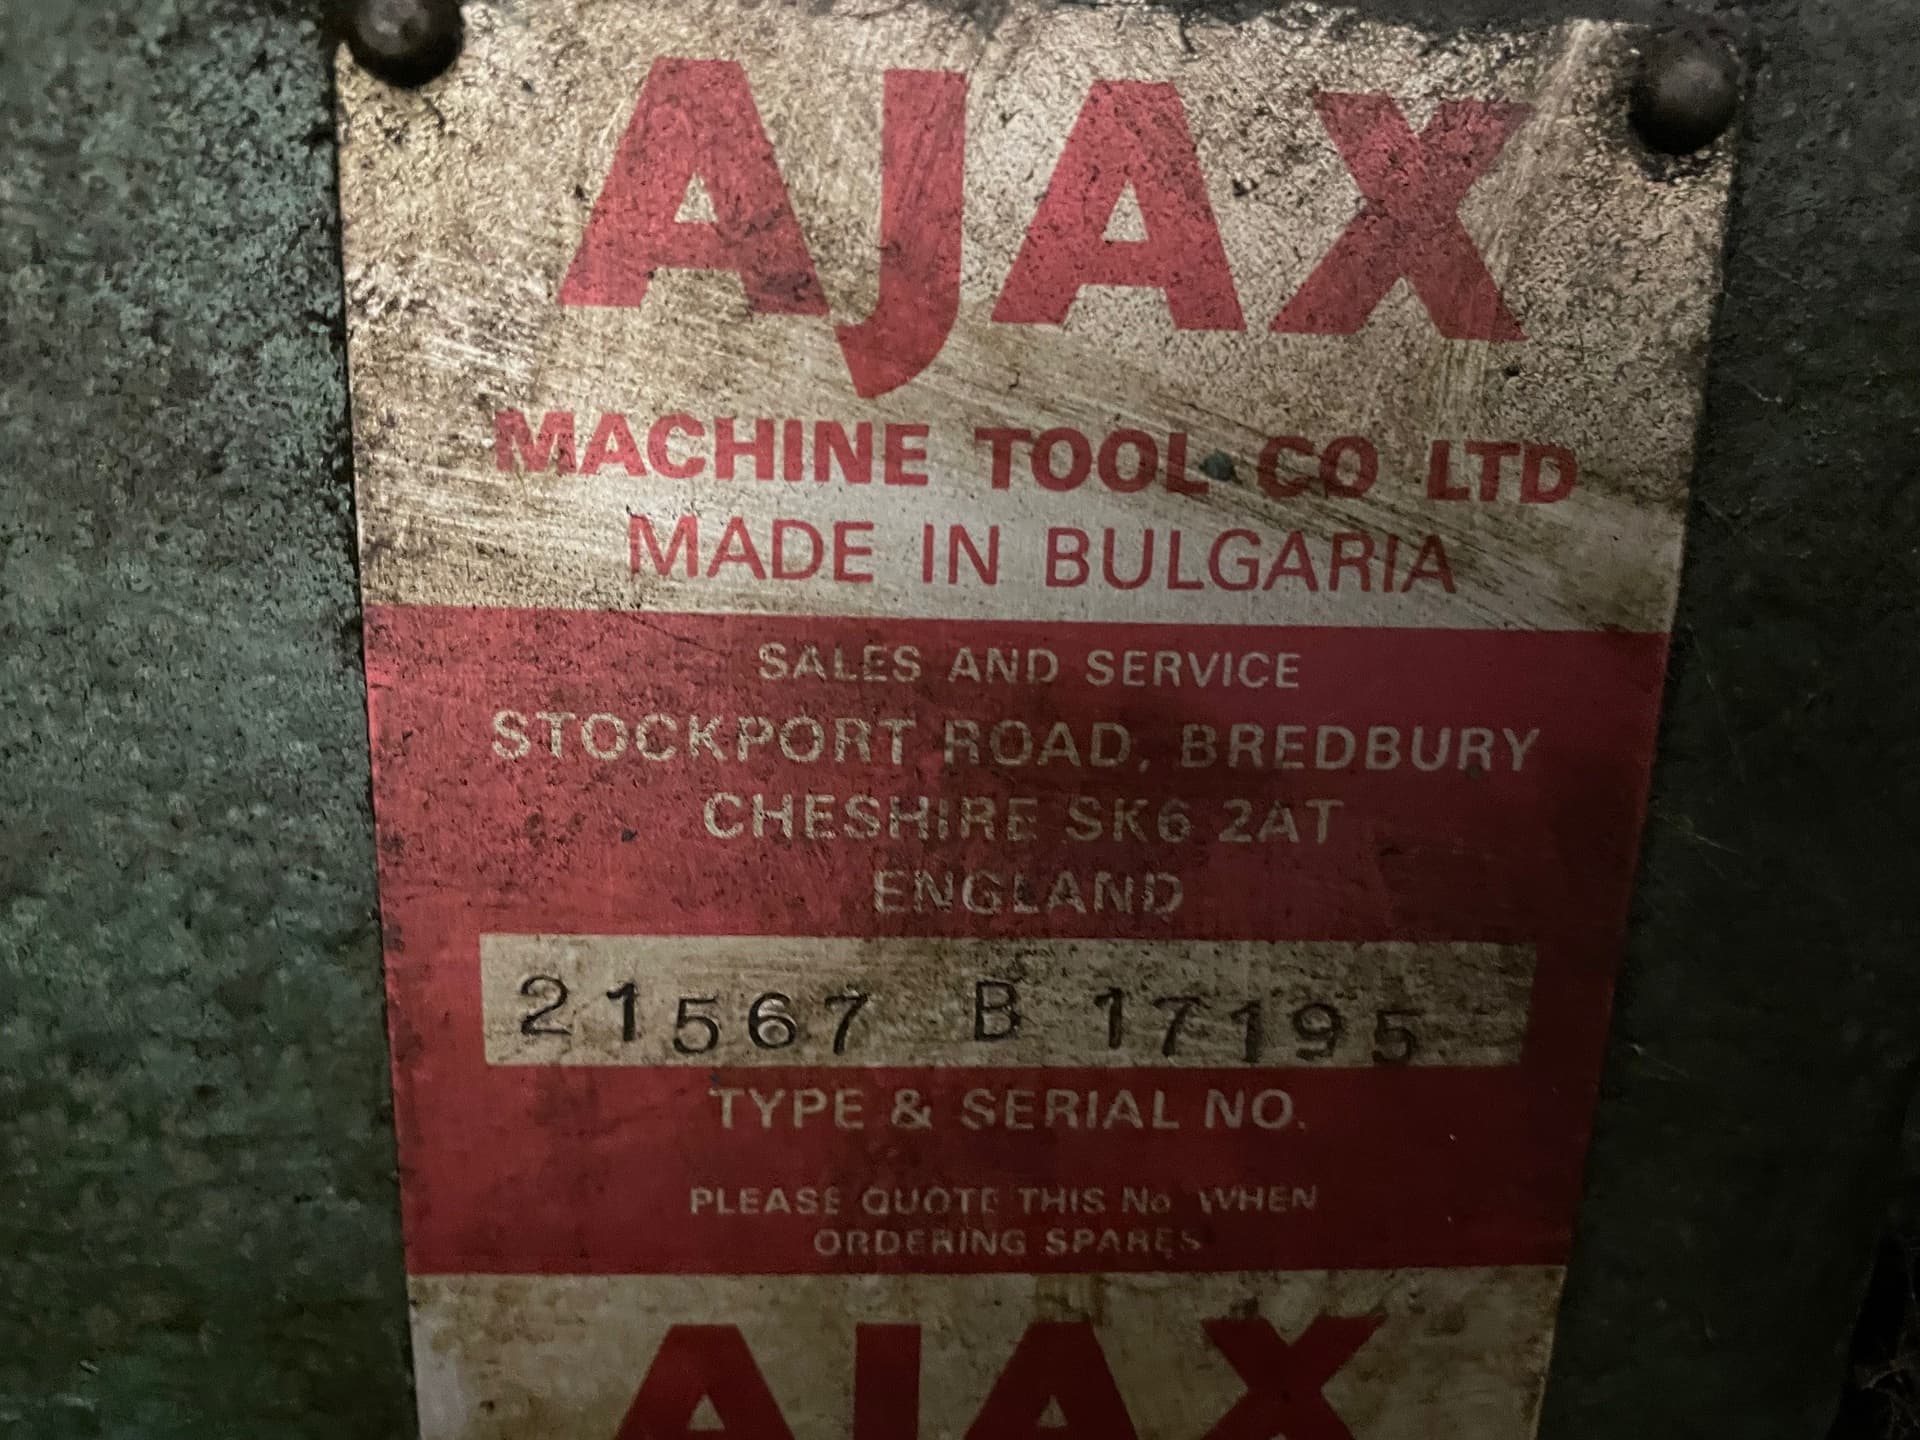 AJAX
MACHINE TOOL CO LTD
MADE IN BULGARIA
SALES AND SERVICE
STOCKPORT ROAD, BREDBURY
CHESHIRE SK6 2AT
ENGLAND
21567 B 17195
TYPE & SERIAL NO.
PLEASE QUOTE THIS No WHEN
ORDERING SPARES
AJAX